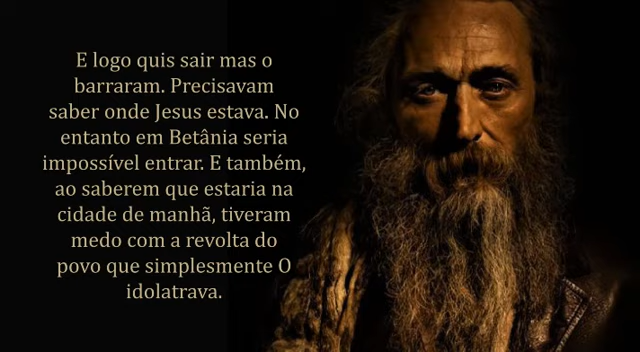 E logo quis sair mas o
barraram. Precisavam
saber onde Jesus estava. No
entanto em Betânia seria
impossível entrar. E também,
ao saberem que estaria na
cidade de manhã, tiveram
medo com a revolta do
povo que simplesmente O
idolatrava.